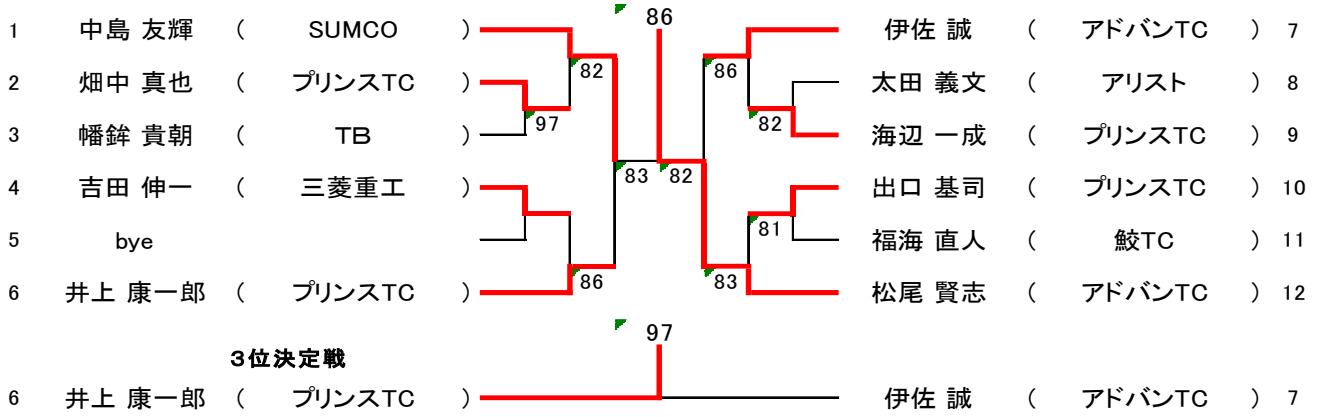 86
1 中島 友輝 ( SUMCO ) 伊佐 誠 ( アドバンTC ) 7
82 86
2 畑中 真也 ( プリンスTC ) 太田 義文 ( アリスト ) 8
97 82
3 幡鉾 貴朝 ( TB ) 海辺 一成 ( プリンスTC ) 9
83 82
4 吉田 伸一 ( 三菱重工 ) 出口 基司 ( プリンスTC ) 10
81
5 bye 福海 直人 ( 鮫TC ) 11
86 83
6 井上 康一郎 ( プリンスTC ) 松尾 賢志 ( アドバンTC ) 12
97
3位決定戦
6 井上 康一郎 ( プリンスTC ) 伊佐 誠 ( アドバンTC ) 7